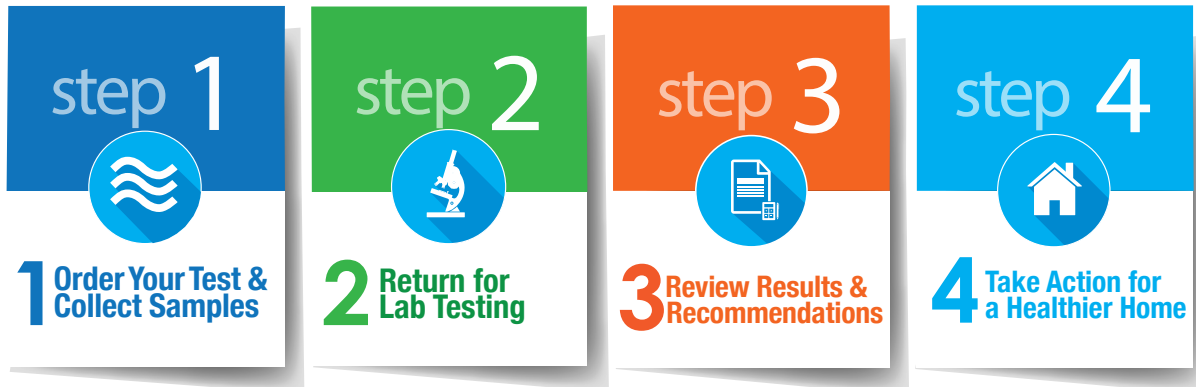 step 1
step 2
step 3
step 4
1 Order Your Test &
Collect Samples
2 Return for
Lab Testing
3 Review Results &
Recommendations
4 Take Action for
a Healthier Home